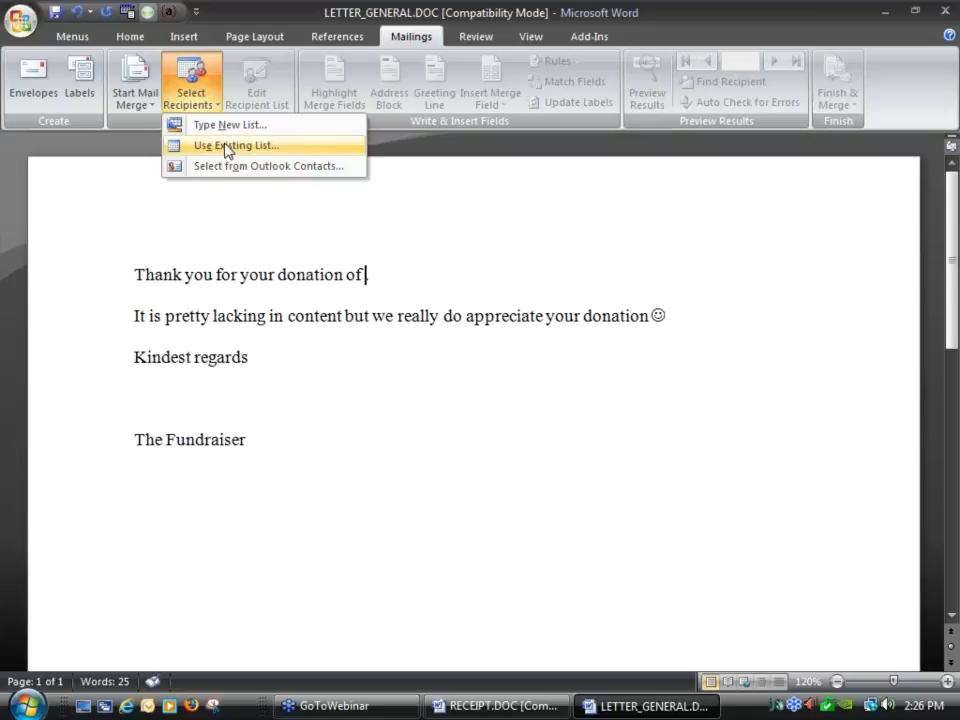 LETTER_GENERAL.DOC [Compatibility Mode] - Microsoft Word
Menus Home Insert Page Layout References Mailings Review View Add-Ins
Envelopes Labels
Create
Start Mail Merge
Select Recipients
Edit Recipient List
Highlight Merge Fields
Address Block
Greeting Line
Insert Merge Field
Rules
Match Fields
Update Labels
Write & Insert Fields
Preview Results
Find Recipient
Auto Check for Errors
Preview Results
Finish & Merge
Finish
Type New List...
Use Existing List...
Select from Outlook Contacts...
Thank you for your donation of .
It is pretty lacking in content but we really do appreciate your donation☺
Kindest regards
The Fundraiser
Page: 1 of 1 Words: 25 120%
GoToWebinar RECEIPT.DOC [Com... LETTER_GENERAL.D... 2:26 PM